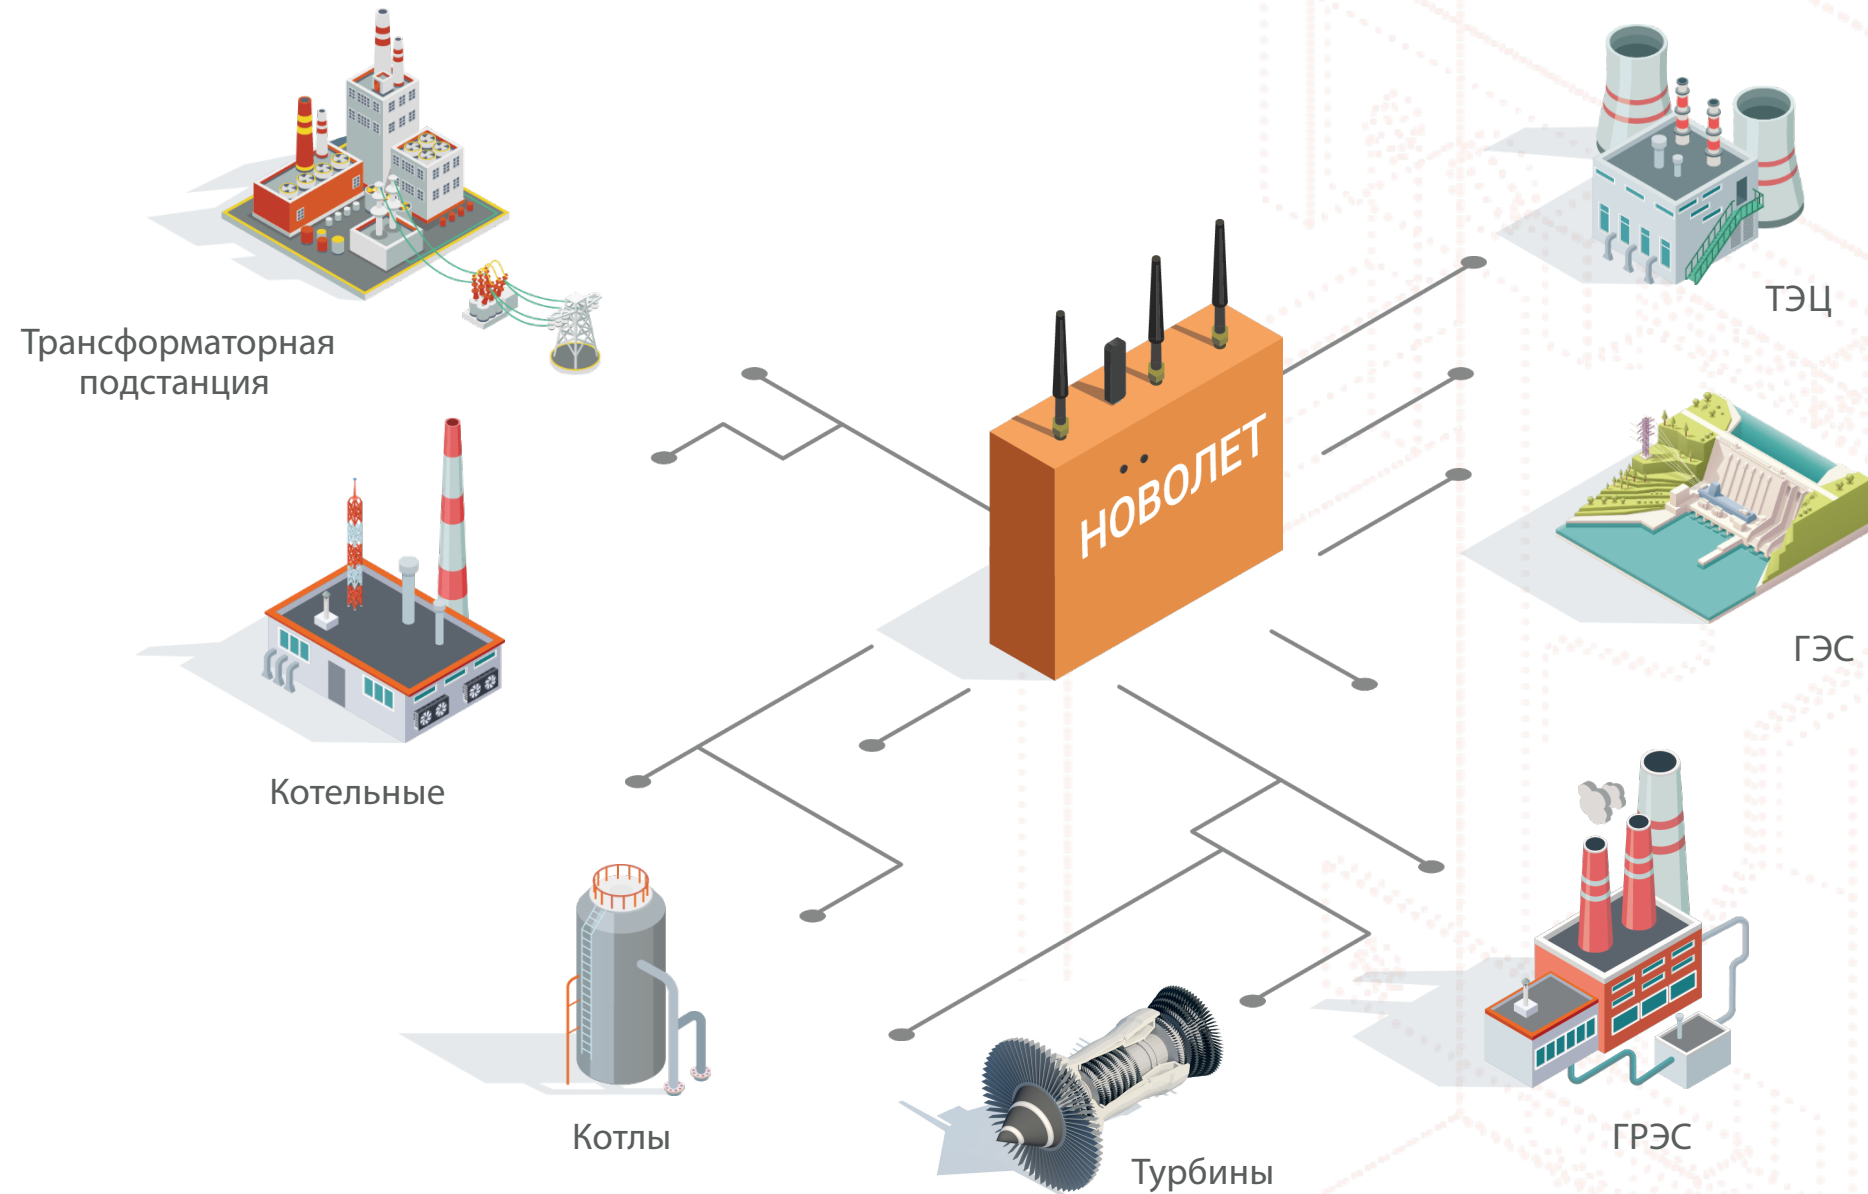 ТЭЦ
Трансформаторная
подстанция
НОВОЛЕТ
ГЭС
Котельные
Котлы
ГРЭС
Турбины